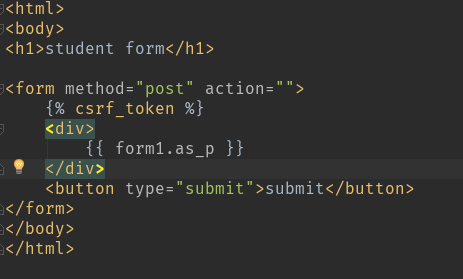 <html>
<body>
<h1>student form</h1>
<form method="post" action="">
{% csrf_token %}
<div>
{{ form1.as_p }}
</div>
<button type="submit">submit</button>
</form>
</body>
</html>